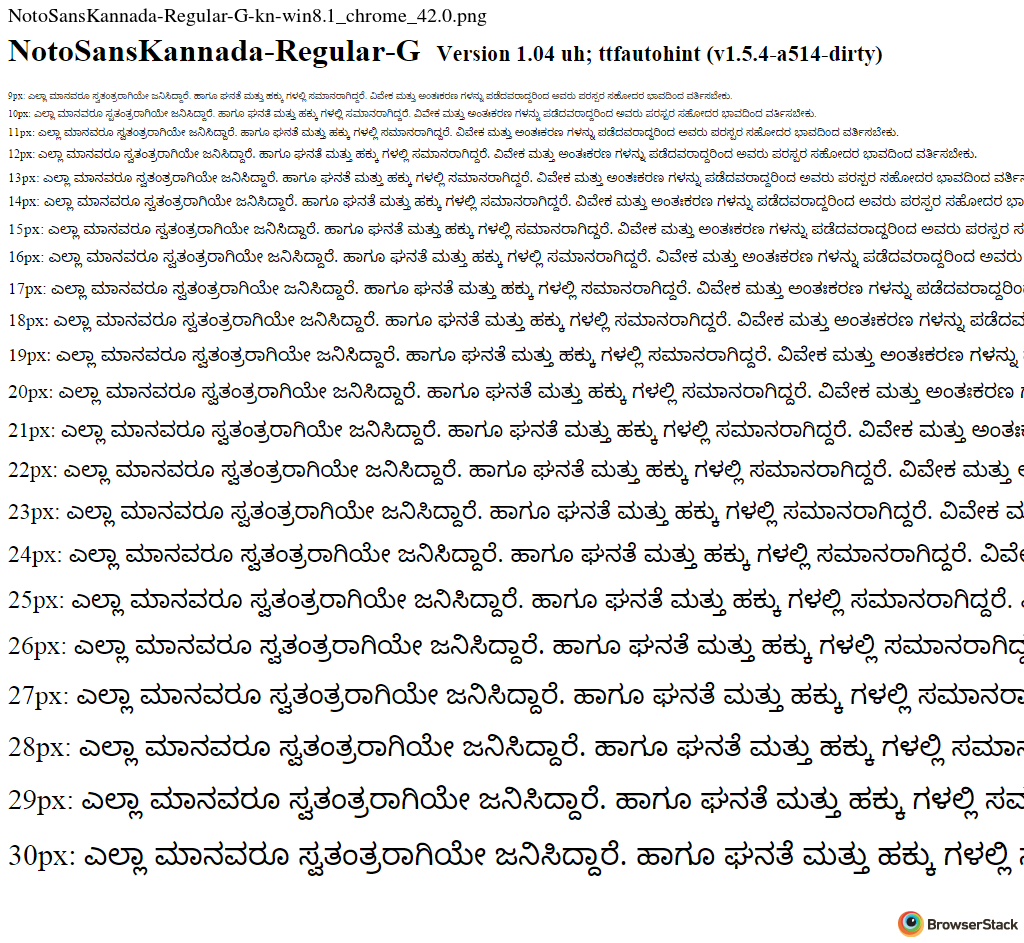 NotoSansKannada-Regular-G-kn-win8.1_chrome_42.0.png
NotoSansKannada-Regular-G Version 1.04 uh; ttfautohint (v1.5.4-a514-dirty)
9px: ಎಲ್ಲಾ ಮಾನವರೂ ಸ್ವತಂತ್ರರಾಗಿಯೇ ಜನಿಸಿದ್ದಾರೆ. ಹಾಗೂ ಘನತೆ ಮತ್ತು ಹಕ್ಕು ಗಳಲ್ಲಿ ಸಮಾನರಾಗಿದ್ದರೆ. ವಿವೇಕ ಮತ್ತು ಅಂತಃಕರಣ ಗಳನ್ನು ಪಡೆದವರಾದ್ದರಿಂದ ಅವರು ಪರಸ್ಪರ ಸಹೋದರ ಭಾವದಿಂದ ವರ್ತಿಸಬೇಕು.
10px: ಎಲ್ಲಾ ಮಾನವರೂ ಸ್ವತಂತ್ರರಾಗಿಯೇ ಜನಿಸಿದ್ದಾರೆ. ಹಾಗೂ ಘನತೆ ಮತ್ತು ಹಕ್ಕು ಗಳಲ್ಲಿ ಸಮಾನರಾಗಿದ್ದರೆ. ವಿವೇಕ ಮತ್ತು ಅಂತಃಕರಣ ಗಳನ್ನು ಪಡೆದವರಾದ್ದರಿಂದ ಅವರು ಪರಸ್ಪರ ಸಹೋದರ ಭಾವದಿಂದ ವರ್ತಿಸಬೇಕು.
11px: ಎಲ್ಲಾ ಮಾನವರೂ ಸ್ವತಂತ್ರರಾಗಿಯೇ ಜನಿಸಿದ್ದಾರೆ. ಹಾಗೂ ಘನತೆ ಮತ್ತು ಹಕ್ಕು ಗಳಲ್ಲಿ ಸಮಾನರಾಗಿದ್ದರೆ. ವಿವೇಕ ಮತ್ತು ಅಂತಃಕರಣ ಗಳನ್ನು ಪಡೆದವರಾದ್ದರಿಂದ ಅವರು ಪರಸ್ಪರ ಸಹೋದರ ಭಾವದಿಂದ ವರ್ತಿಸಬೇಕು.
12px: ಎಲ್ಲಾ ಮಾನವರೂ ಸ್ವತಂತ್ರರಾಗಿಯೇ ಜನಿಸಿದ್ದಾರೆ. ಹಾಗೂ ಘನತೆ ಮತ್ತು ಹಕ್ಕು ಗಳಲ್ಲಿ ಸಮಾನರಾಗಿದ್ದರೆ. ವಿವೇಕ ಮತ್ತು ಅಂತಃಕರಣ ಗಳನ್ನು ಪಡೆದವರಾದ್ದರಿಂದ ಅವರು ಪರಸ್ಪರ ಸಹೋದರ ಭಾವದಿಂದ ವರ್ತಿಸಬೇಕು.
13px: ಎಲ್ಲಾ ಮಾನವರೂ ಸ್ವತಂತ್ರರಾಗಿಯೇ ಜನಿಸಿದ್ದಾರೆ. ಹಾಗೂ ಘನತೆ ಮತ್ತು ಹಕ್ಕು ಗಳಲ್ಲಿ ಸಮಾನರಾಗಿದ್ದರೆ. ವಿವೇಕ ಮತ್ತು ಅಂತಃಕರಣ ಗಳನ್ನು ಪಡೆದವರಾದ್ದರಿಂದ ಅವರು ಪರಸ್ಪರ ಸಹೋದರ ಭಾವದಿಂದ
14px: ಎಲ್ಲಾ ಮಾನವರೂ ಸ್ವತಂತ್ರರಾಗಿಯೇ ಜನಿಸಿದ್ದಾರೆ. ಹಾಗೂ ಘನತೆ ಮತ್ತು ಹಕ್ಕು ಗಳಲ್ಲಿ ಸಮಾನರಾಗಿದ್ದರೆ. ವಿವೇಕ ಮತ್ತು ಅಂತಃಕರಣ ಗಳನ್ನು ಪಡೆದವರಾದ್ದರಿಂದ ಅವರು ಪರಸ್ಪರ ಸಹೋದರ
15px: ಎಲ್ಲಾ ಮಾನವರೂ ಸ್ವತಂತ್ರರಾಗಿಯೇ ಜನಿಸಿದ್ದಾರೆ. ಹಾಗೂ ಘನತೆ ಮತ್ತು ಹಕ್ಕು ಗಳಲ್ಲಿ ಸಮಾನರಾಗಿದ್ದರೆ. ವಿವೇಕ ಮತ್ತು ಅಂತಃಕರಣ ಗಳನ್ನು ಪಡೆದವರಾದ್ದರಿಂದ ಅವರು ಪರಸ್ಪರ
16px: ಎಲ್ಲಾ ಮಾನವರೂ ಸ್ವತಂತ್ರರಾಗಿಯೇ ಜನಿಸಿದ್ದಾರೆ. ಹಾಗೂ ಘನತೆ ಮತ್ತು ಹಕ್ಕು ಗಳಲ್ಲಿ ಸಮಾನರಾಗಿದ್ದರೆ. ವಿವೇಕ ಮತ್ತು ಅಂತಃಕರಣ ಗಳನ್ನು ಪಡೆದವರಾದ್ದರಿಂದ ಅವರು
17px: ಎಲ್ಲಾ ಮಾನವರೂ ಸ್ವತಂತ್ರರಾಗಿಯೇ ಜನಿಸಿದ್ದಾರೆ. ಹಾಗೂ ಘನತೆ ಮತ್ತು ಹಕ್ಕು ಗಳಲ್ಲಿ ಸಮಾನರಾಗಿದ್ದರೆ. ವಿವೇಕ ಮತ್ತು ಅಂತಃಕರಣ ಗಳನ್ನು
18px: ಎಲ್ಲಾ ಮಾನವರೂ ಸ್ವತಂತ್ರರಾಗಿಯೇ ಜನಿಸಿದ್ದಾರೆ. ಹಾಗೂ ಘನತೆ ಮತ್ತು ಹಕ್ಕು ಗಳಲ್ಲಿ ಸಮಾನರಾಗಿದ್ದರೆ. ವಿವೇಕ ಮತ್ತು ಅಂತಃಕರಣ ಗಳನ್ನು
19px: ಎಲ್ಲಾ ಮಾನವರೂ ಸ್ವತಂತ್ರರಾಗಿಯೇ ಜನಿಸಿದ್ದಾರೆ. ಹಾಗೂ ಘನತೆ ಮತ್ತು ಹಕ್ಕು ಗಳಲ್ಲಿ ಸಮಾನರಾಗಿದ್ದರೆ. ವಿವೇಕ ಮತ್ತು ಅಂತಃಕರಣ ಗಳನ್ನು
20px: ಎಲ್ಲಾ ಮಾನವರೂ ಸ್ವತಂತ್ರರಾಗಿಯೇ ಜನಿಸಿದ್ದಾರೆ. ಹಾಗೂ ಘನತೆ ಮತ್ತು ಹಕ್ಕು ಗಳಲ್ಲಿ ಸಮಾನರಾಗಿದ್ದರೆ. ವಿವೇಕ ಮತ್ತು ಅಂತಃಕರಣ
21px: ಎಲ್ಲಾ ಮಾನವರೂ ಸ್ವತಂತ್ರರಾಗಿಯೇ ಜನಿಸಿದ್ದಾರೆ. ಹಾಗೂ ಘನತೆ ಮತ್ತು ಹಕ್ಕು ಗಳಲ್ಲಿ ಸಮಾನರಾಗಿದ್ದರೆ. ವಿವೇಕ ಮತ್ತು
22px: ಎಲ್ಲಾ ಮಾನವರೂ ಸ್ವತಂತ್ರರಾಗಿಯೇ ಜನಿಸಿದ್ದಾರೆ. ಹಾಗೂ ಘನತೆ ಮತ್ತು ಹಕ್ಕು ಗಳಲ್ಲಿ ಸಮಾನರಾಗಿದ್ದರೆ. ವಿವೇಕ ಮತ್ತು
23px: ಎಲ್ಲಾ ಮಾನವರೂ ಸ್ವತಂತ್ರರಾಗಿಯೇ ಜನಿಸಿದ್ದಾರೆ. ಹಾಗೂ ಘನತೆ ಮತ್ತು ಹಕ್ಕು ಗಳಲ್ಲಿ ಸಮಾನರಾಗಿದ್ದರೆ. ವಿವೇಕ
24px: ಎಲ್ಲಾ ಮಾನವರೂ ಸ್ವತಂತ್ರರಾಗಿಯೇ ಜನಿಸಿದ್ದಾರೆ. ಹಾಗೂ ಘನತೆ ಮತ್ತು ಹಕ್ಕು ಗಳಲ್ಲಿ ಸಮಾನರಾಗಿದ್ದರೆ.
25px: ಎಲ್ಲಾ ಮಾನವರೂ ಸ್ವತಂತ್ರರಾಗಿಯೇ ಜನಿಸಿದ್ದಾರೆ. ಹಾಗೂ ಘನತೆ ಮತ್ತು ಹಕ್ಕು ಗಳಲ್ಲಿ ಸಮಾನರಾಗಿದ್ದರೆ.
26px: ಎಲ್ಲಾ ಮಾನವರೂ ಸ್ವತಂತ್ರರಾಗಿಯೇ ಜನಿಸಿದ್ದಾರೆ. ಹಾಗೂ ಘನತೆ ಮತ್ತು ಹಕ್ಕು ಗಳಲ್ಲಿ
27px: ಎಲ್ಲಾ ಮಾನವರೂ ಸ್ವತಂತ್ರರಾಗಿಯೇ ಜನಿಸಿದ್ದಾರೆ. ಹಾಗೂ ಘನತೆ ಮತ್ತು ಹಕ್ಕು ಗಳಲ್ಲಿ
28px: ಎಲ್ಲಾ ಮಾನವರೂ ಸ್ವತಂತ್ರರಾಗಿಯೇ ಜನಿಸಿದ್ದಾರೆ. ಹಾಗೂ ಘನತೆ ಮತ್ತು ಹಕ್ಕು ಗಳಲ್ಲಿ
29px: ಎಲ್ಲಾ ಮಾನವರೂ ಸ್ವತಂತ್ರರಾಗಿಯೇ ಜನಿಸಿದ್ದಾರೆ. ಹಾಗೂ ಘನತೆ ಮತ್ತು ಹಕ್ಕು ಗಳಲ್ಲಿ
30px: ಎಲ್ಲಾ ಮಾನವರೂ ಸ್ವತಂತ್ರರಾಗಿಯೇ ಜನಿಸಿದ್ದಾರೆ. ಹಾಗೂ ಘನತೆ ಮತ್ತು ಹಕ್ಕು ಗಳಲ್ಲಿ
BrowserStack